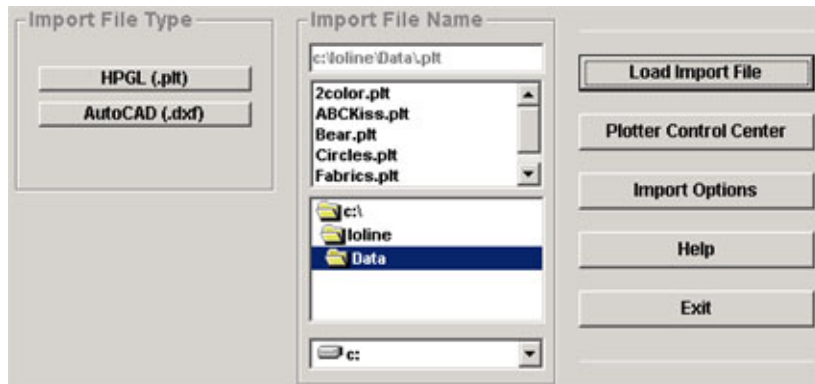 Import File Type
HPGL (.plt)
AutoCAD (.dxf)
Import File Name
c:\Ioline\Data\.plt
2color.plt
ABCKiss.plt
Bear.plt
Circles.plt
Fabrics.plt
c:\
Ioline
Data
c:
Load Import File
Plotter Control Center
Import Options
Help
Exit